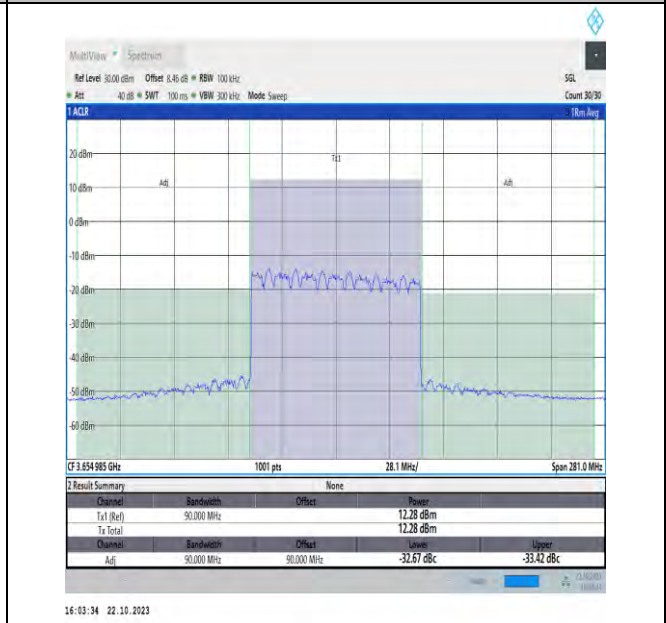 MultiView Spectrum
Ref Level 30.00 dBm Offset 8.46 dB RBW 100 kHz SGL
Att 40 dB SWT 100 ms VBW 300 kHz Mode Sweep Count 30/30
1 ACLR 1Rm Avg
20 dBm
Tx1
Adj Adj
10 dBm
0 dBm
-10 dBm
-20 dBm
-30 dBm
-40 dBm
-50 dBm
-60 dBm
CF 3.654 985 GHz 1001 pts 28.1 MHz/ Span 281.0 MHz
2 Result Summary None
Channel Bandwidth Offset Power
Tx1 (Ref) 90.000 MHz 12.28 dBm
Tx Total 12.28 dBm
Channel Bandwidth Offset Lower Upper
Adj 90.000 MHz 90.000 MHz -32.67 dBc -33.42 dBc
16:03:34 22.10.2023